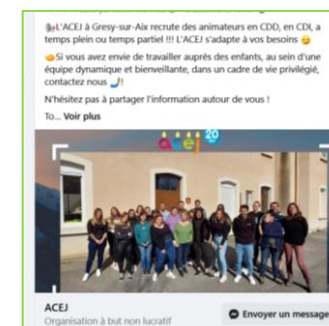 L'ACEJ à Gresy-sur-Aix recrute des animateurs en CDD, en CDI, a
temps plein ou temps partiel !!! L'ACEJ s'adapte à vos besoins 😊
Si vous avez envie de travailler auprès des enfants, au sein d'une
équipe dynamique et bienveillante, dans un cadre de vie privilégié,
contactez nous 🤳!
N'hésitez pas à partager l'information autour de vous !
To... Voir plus
acej 20
ACEJ
Organisation à but non lucratif
Envoyer un message